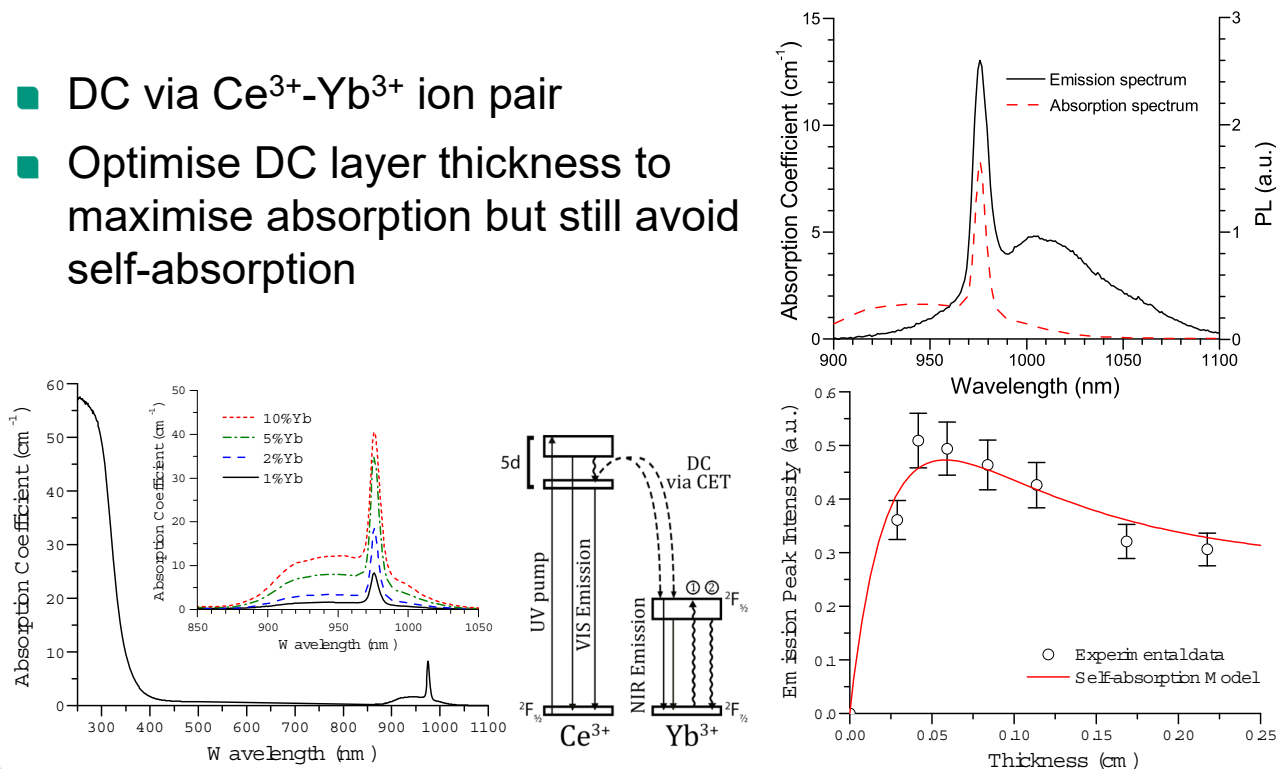 DC via Ce³⁺-Yb³⁺ ion pair
Optimise DC layer thickness to
maximise absorption but still avoid
self-absorption
15
10
5
0
Absorption Coefficient (cm⁻¹)
3
2
1
0
PL (a.u.)
Emission spectrum
Absorption spectrum
900 950 1000 1050 1100
Wavelength (nm)
60
50
40
30
20
10
0
Absorption Coefficient (cm⁻¹)
300 400 500 600 700 800 900 1000 1100
Wavelength (nm)
50
40
30
20
10
0
Absorption Coefficient (cm⁻¹)
10%Yb
5%Yb
2%Yb
1%Yb
850 900 950 1000 1050
Wavelength (nm)
5d
DC
via CET
UV pump
VIS Emission
NIR Emission
① ②
²F₅⁄₂
²F₇⁄₂
Ce³⁺
Yb³⁺
0.6
0.5
0.4
0.3
0.2
0.1
0.0
Emission Peak Intensity (a.u.)
Experimental data
Self-absorption Model
0.00 0.05 0.10 0.15 0.20 0.25
Thickness (cm)